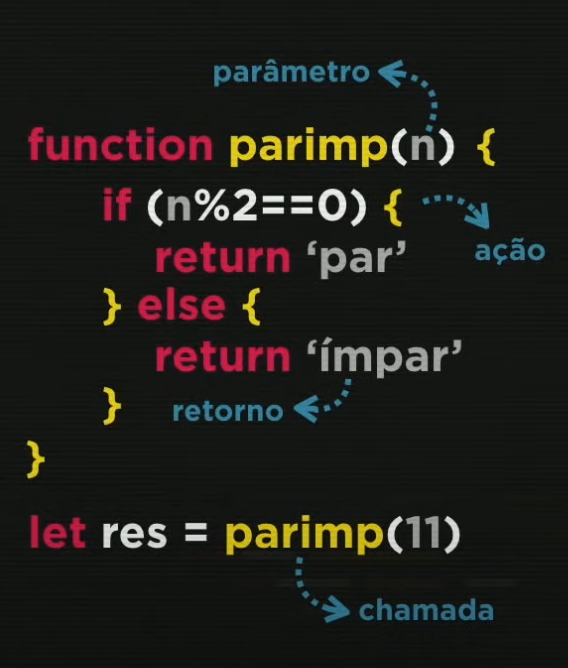 parâmetro
function parimp(n) {
if (n%2==0) {
ação
return ‘par’
} else {
return ‘ímpar’
}
retorno
}
let res = parimp(11)
chamada